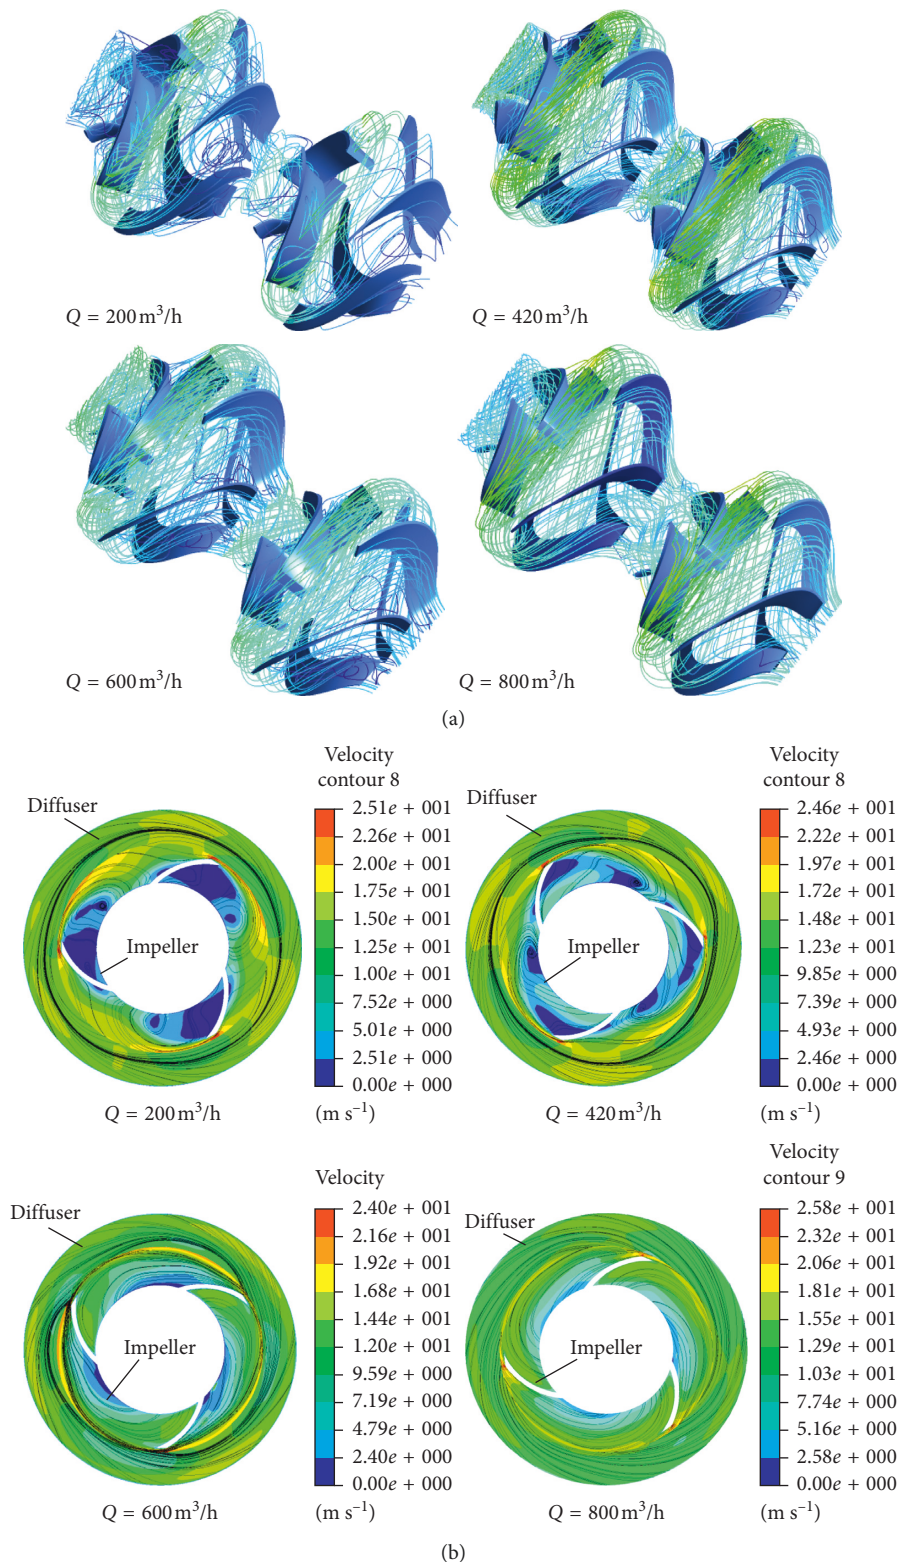 Q = 200 m³/h
Q = 420 m³/h
Q = 600 m³/h
Q = 800 m³/h
(a)
Velocity
contour 8
Diffuser
Impeller
2.51e + 001
2.26e + 001
2.00e + 001
1.75e + 001
1.50e + 001
1.25e + 001
1.00e + 001
7.52e + 000
5.01e + 000
2.51e + 000
0.00e + 000
(m s⁻¹)
Q = 200 m³/h
Velocity
contour 8
Diffuser
Impeller
2.46e + 001
2.22e + 001
1.97e + 001
1.72e + 001
1.48e + 001
1.23e + 001
9.85e + 000
7.39e + 000
4.93e + 000
2.46e + 000
0.00e + 000
(m s⁻¹)
Q = 420 m³/h
Velocity
Diffuser
Impeller
2.40e + 001
2.16e + 001
1.92e + 001
1.68e + 001
1.44e + 001
1.20e + 001
9.59e + 000
7.19e + 000
4.79e + 000
2.40e + 000
0.00e + 000
(m s⁻¹)
Q = 600 m³/h
Velocity
contour 9
Diffuser
Impeller
2.58e + 001
2.32e + 001
2.06e + 001
1.81e + 001
1.55e + 001
1.29e + 001
1.03e + 001
7.74e + 000
5.16e + 000
2.58e + 000
0.00e + 000
(m s⁻¹)
Q = 800 m³/h
(b)